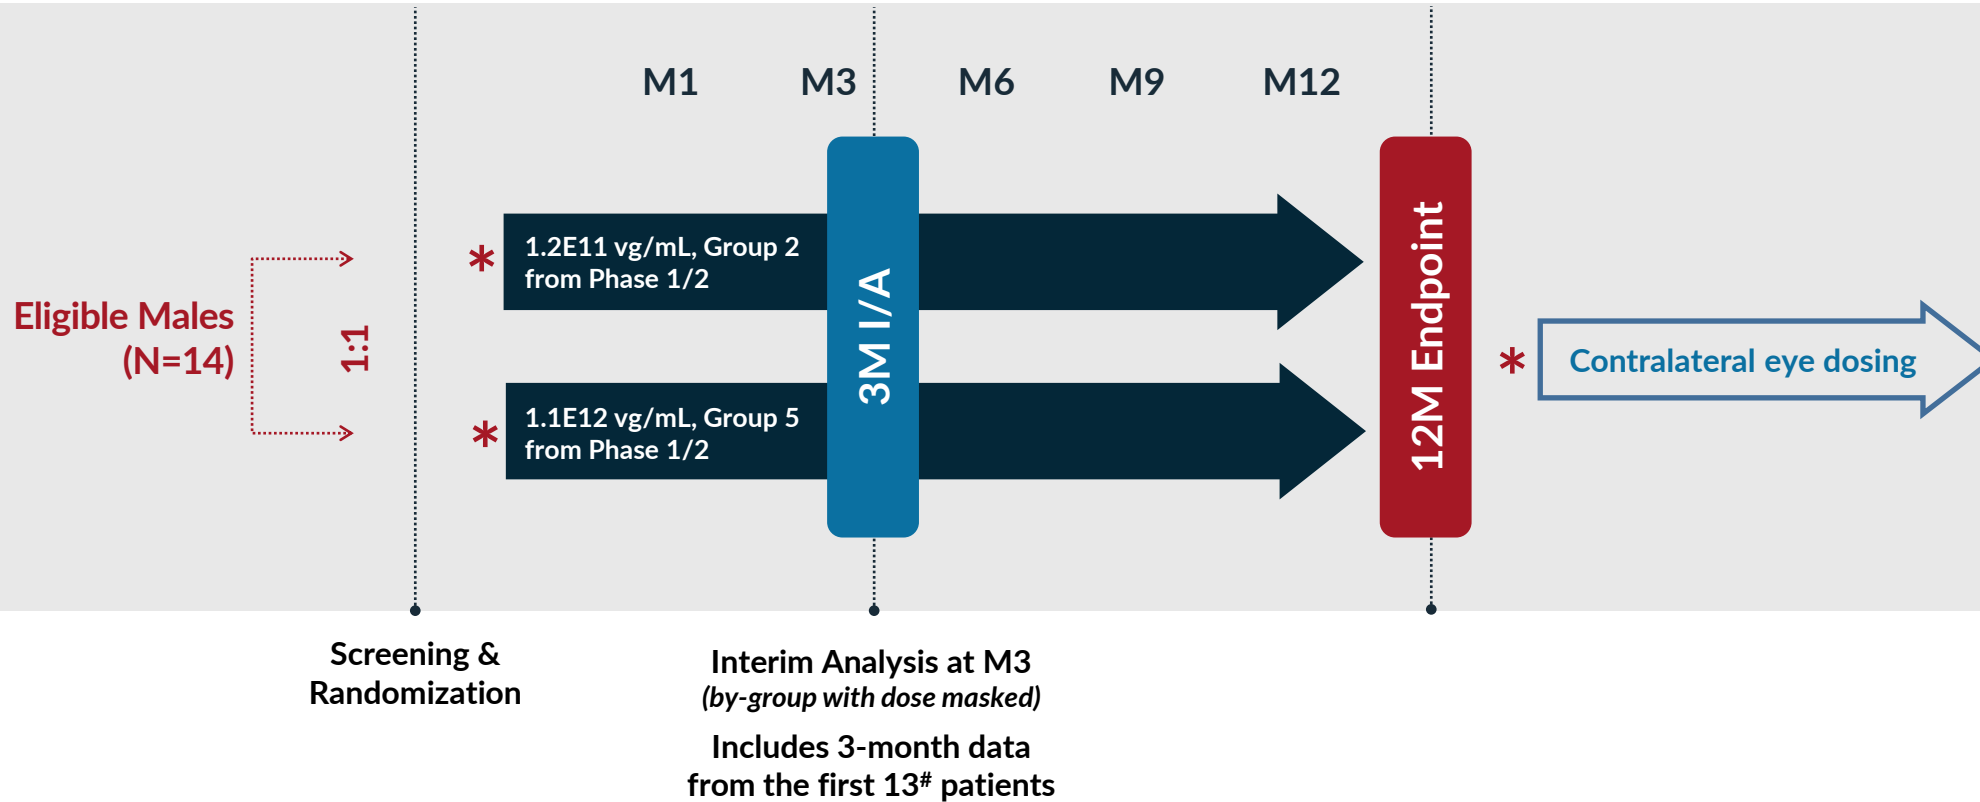 M1 M3 M6 M9 M12
Eligible Males
(N=14)
1:1
* 1.2E11 vg/mL, Group 2
from Phase 1/2
* 1.1E12 vg/mL, Group 5
from Phase 1/2
3M I/A
12M Endpoint
* Contralateral eye dosing
Screening &
Randomization
Interim Analysis at M3
(by-group with dose masked)
Includes 3-month data
from the first 13# patients